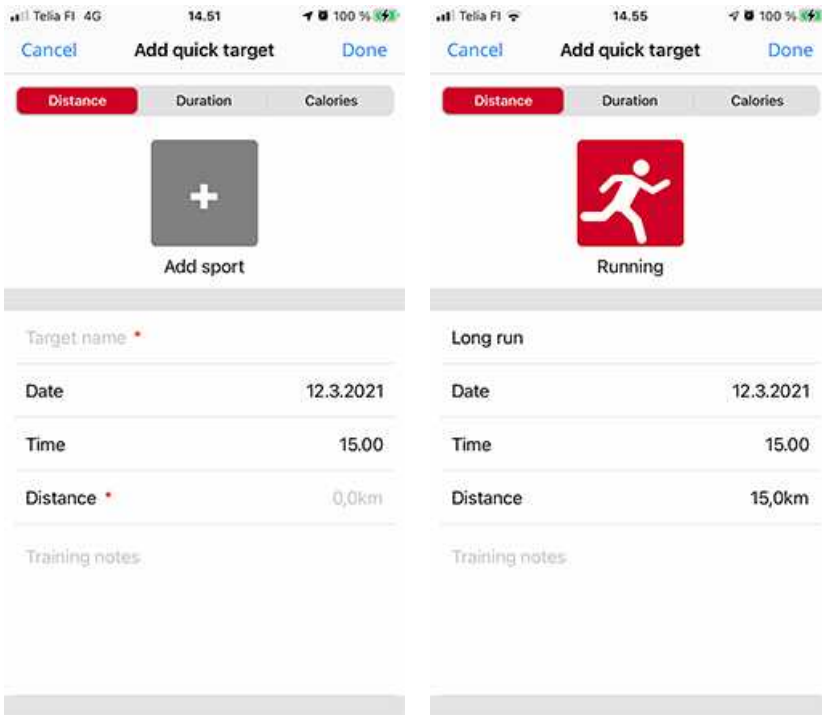 Telia FI 4G 14.51 100 %
Cancel Add quick target Done
Distance Duration Calories
+
Add sport
Target name *
Date 12.3.2021
Time 15.00
Distance * 0,0km
Training notes
Telia FI 14.55 100 %
Cancel Add quick target Done
Distance Duration Calories
Running
Long run
Date 12.3.2021
Time 15.00
Distance 15,0km
Training notes